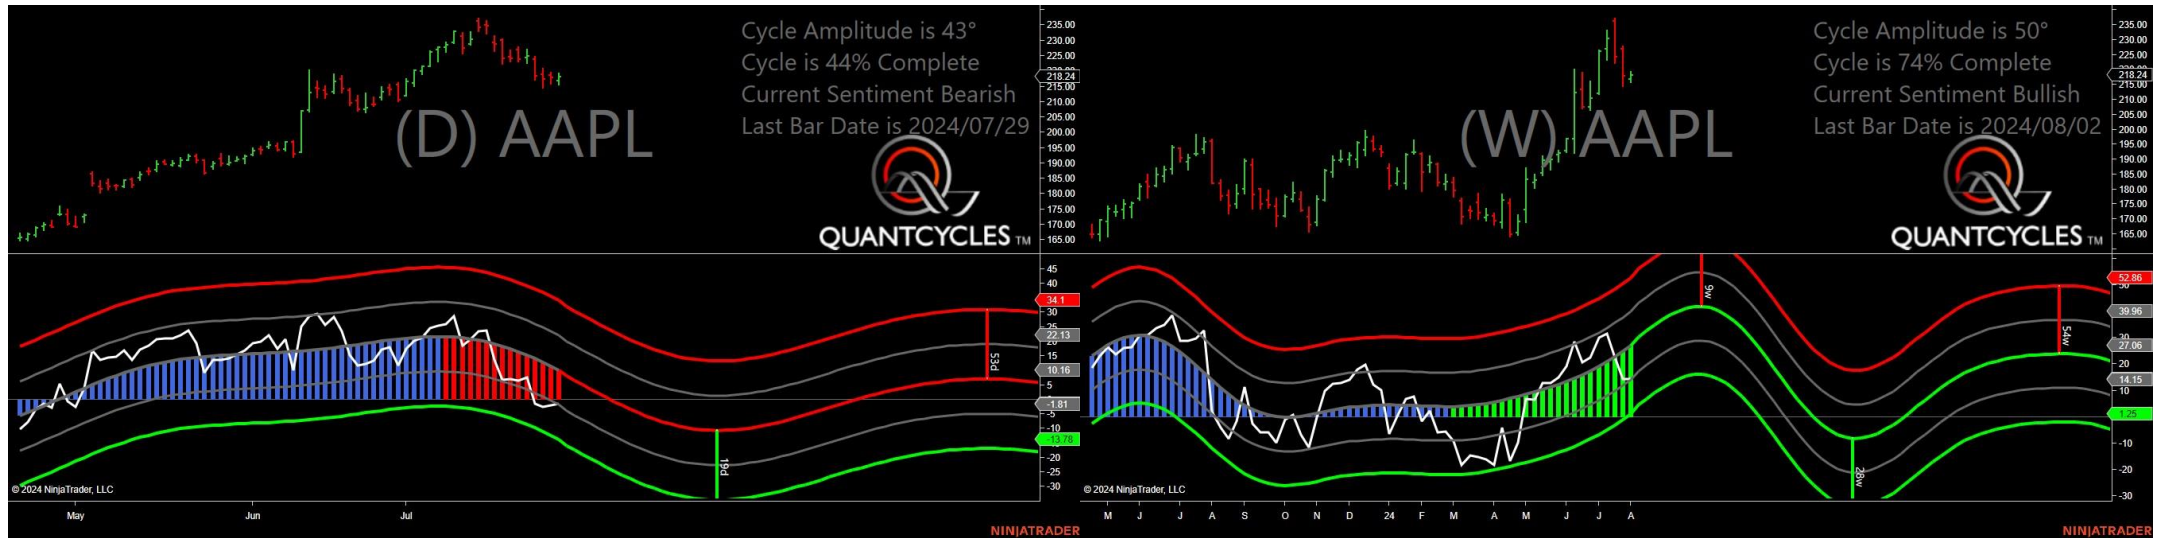 Cycle Amplitude is 43°
Cycle is 44% Complete
Current Sentiment Bearish
Last Bar Date is 2024/07/29
(D) AAPL
QUANTCYCLES TM
235.00
230.00
225.00
218.24
215.00
210.00
205.00
200.00
195.00
190.00
185.00
180.00
175.00
170.00
165.00
45
40
34.1
30
25
22.13
15
10.16
5
-1.81
-5
-10
-13.78
-20
-25
-30
53d
19d
© 2024 NinjaTrader, LLC
May
Jun
Jul
NINJATRADER
Cycle Amplitude is 50°
Cycle is 74% Complete
Current Sentiment Bullish
Last Bar Date is 2024/08/02
(W) AAPL
QUANTCYCLES TM
235.00
230.00
225.00
218.24
215.00
210.00
205.00
200.00
195.00
190.00
185.00
180.00
175.00
170.00
165.00
52.86
50
39.96
27.06
20
14.15
10
1.25
-10
-20
-30
9w
54w
28w
© 2024 NinjaTrader, LLC
M J J A S O N D 24 F M A M J J A
NINJATRADER